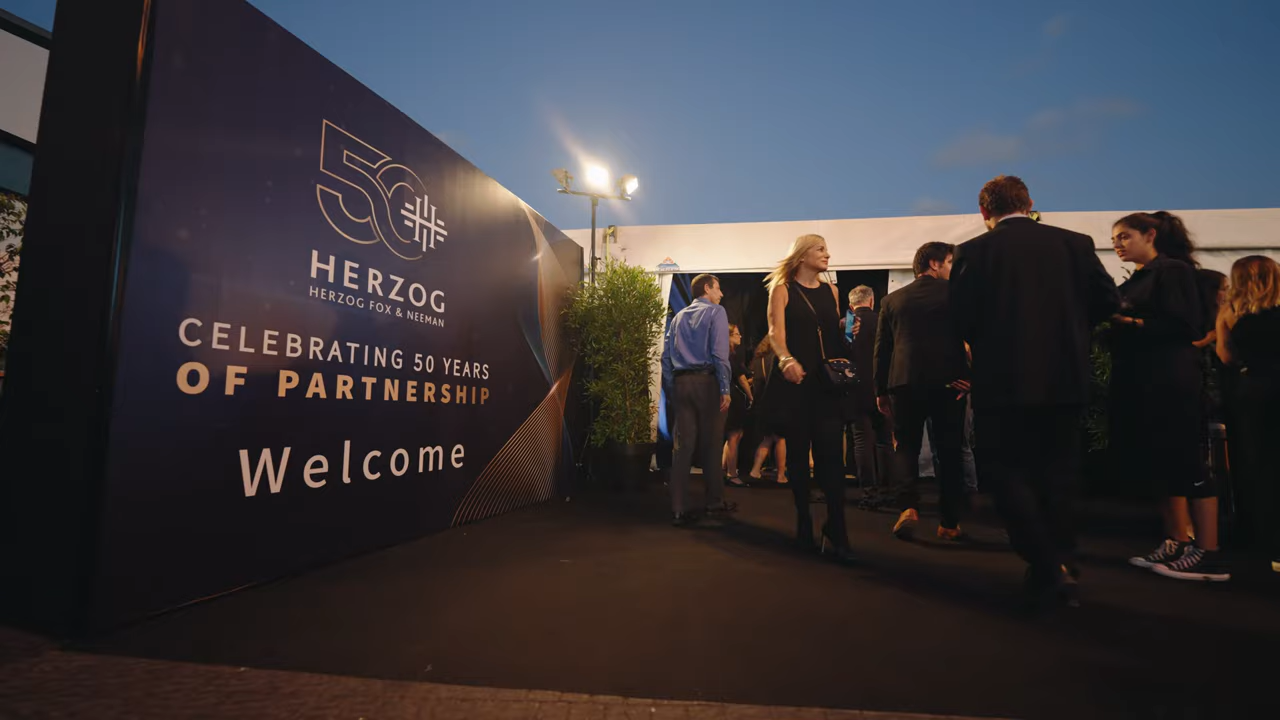 50
HERZOG
HERZOG FOX & NEEMAN
CELEBRATING 50 YEARS
OF PARTNERSHIP
Welcome